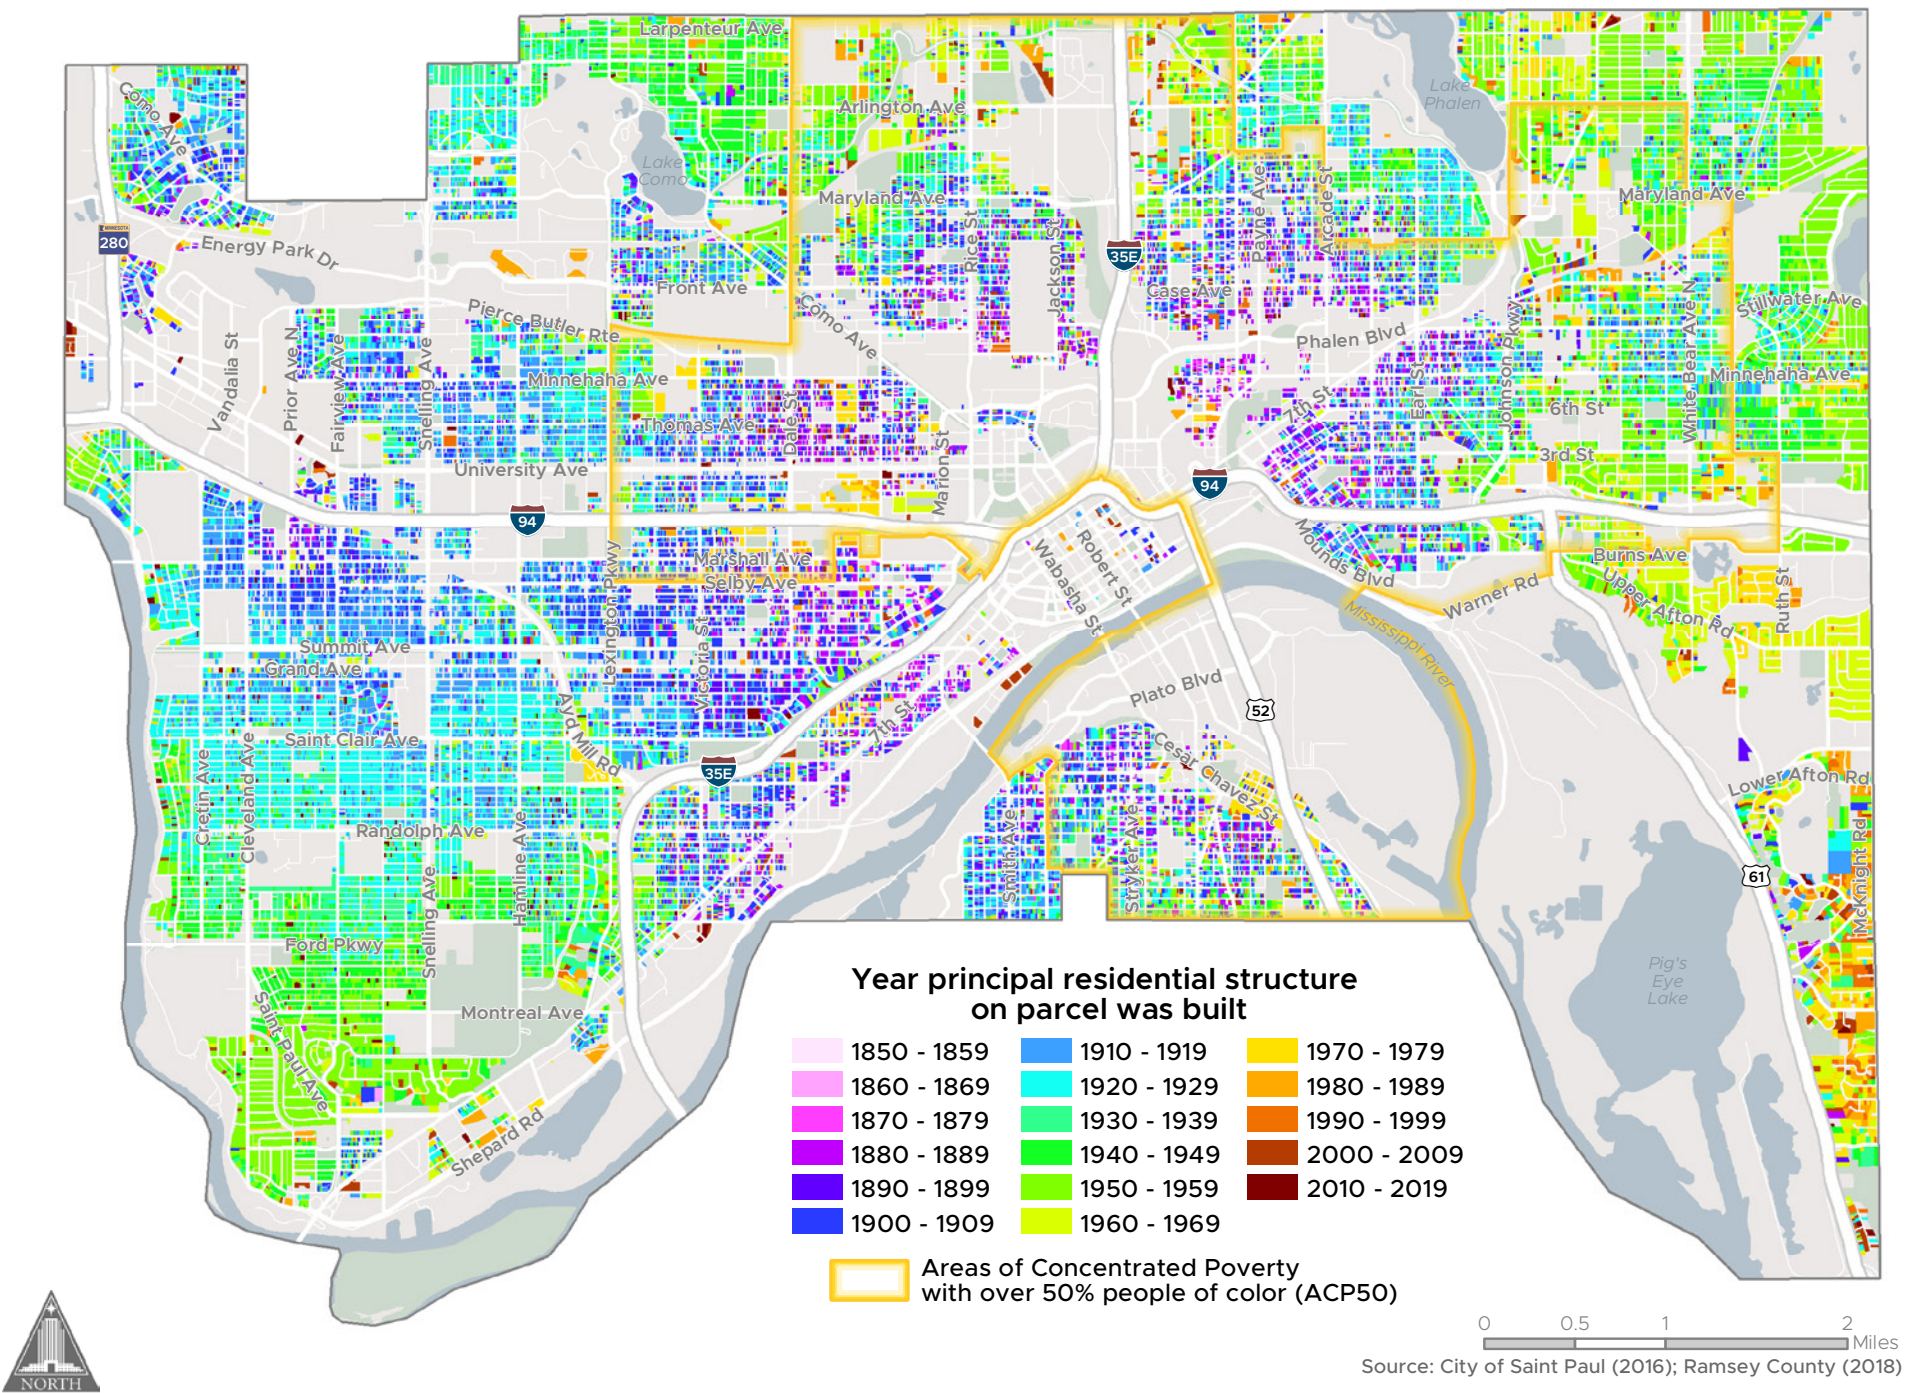 Larpenteur Ave
Como Ave
Arlington Ave
Lake
Phalen
Lake
Como
Maryland Ave
Maryland Ave
MINNESOTA
280
Energy Park Dr
Rice St
Jackson St
35E
Payne Ave
Arcade St
Front Ave
Case Ave
Stillwater Ave
Pierce Butler Rte
Como Ave
Phalen Blvd
Johnson Pkwy
White Bear Ave N
Vandalia St
Prior Ave N
Fairview Ave
Snelling Ave
Minnehaha Ave
Minnehaha Ave
Thomas Ave
Dale St
Marion St
7th St
Earl St
6th St
University Ave
3rd St
94
94
Lexington Pkwy
Marshall Ave
Selby Ave
Wabasha St
Robert St
Mounds Blvd
Burns Ave
Upper Afton Rd
Ruth St
Warner Rd
Mississippi River
Summit Ave
Grand Ave
Victoria St
Ayd Mill Rd
7th St
Plato Blvd
52
Saint Clair Ave
35E
Cesar Chavez St
Lower Afton Rd
Cretin Ave
Cleveland Ave
Randolph Ave
Hamline Ave
Snelling Ave
Smith Ave
Stryker Ave
61
McKnight Rd
Ford Pkwy
Pig's
Eye
Lake
Saint Paul Ave
Montreal Ave
Shepard Rd
Year principal residential structure
on parcel was built
1850 - 1859
1860 - 1869
1870 - 1879
1880 - 1889
1890 - 1899
1900 - 1909
1910 - 1919
1920 - 1929
1930 - 1939
1940 - 1949
1950 - 1959
1960 - 1969
1970 - 1979
1980 - 1989
1990 - 1999
2000 - 2009
2010 - 2019
Areas of Concentrated Poverty
with over 50% people of color (ACP50)
0 0.5 1 2
Miles
Source: City of Saint Paul (2016); Ramsey County (2018)
NORTH